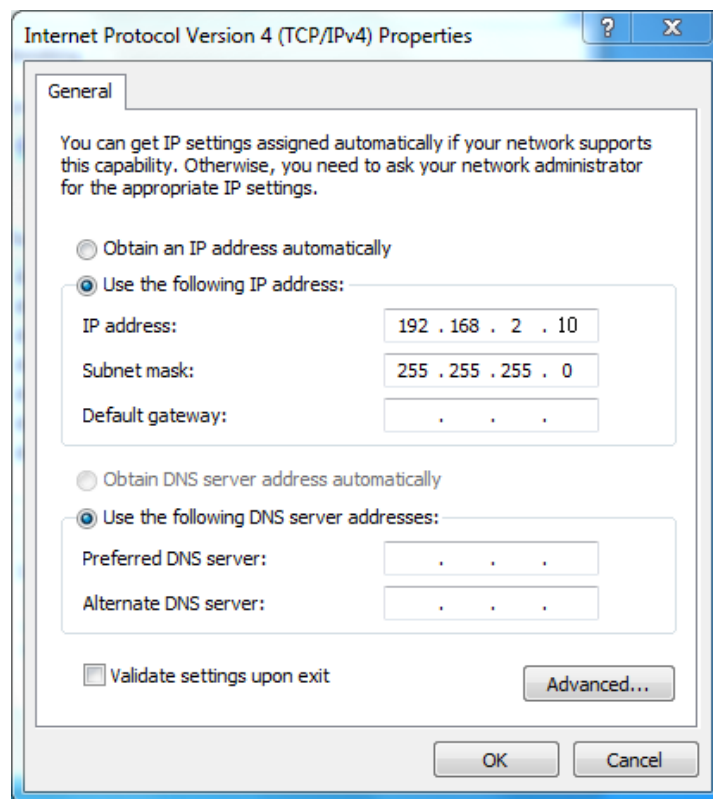 Internet Protocol Version 4 (TCP/IPv4) Properties
General
You can get IP settings assigned automatically if your network supports
this capability. Otherwise, you need to ask your network administrator
for the appropriate IP settings.
Obtain an IP address automatically
Use the following IP address:
IP address: 192 . 168 . 2 . 10
Subnet mask: 255 . 255 . 255 . 0
Default gateway: . . .
Obtain DNS server address automatically
Use the following DNS server addresses:
Preferred DNS server: . . .
Alternate DNS server: . . .
Validate settings upon exit
Advanced...
OK Cancel